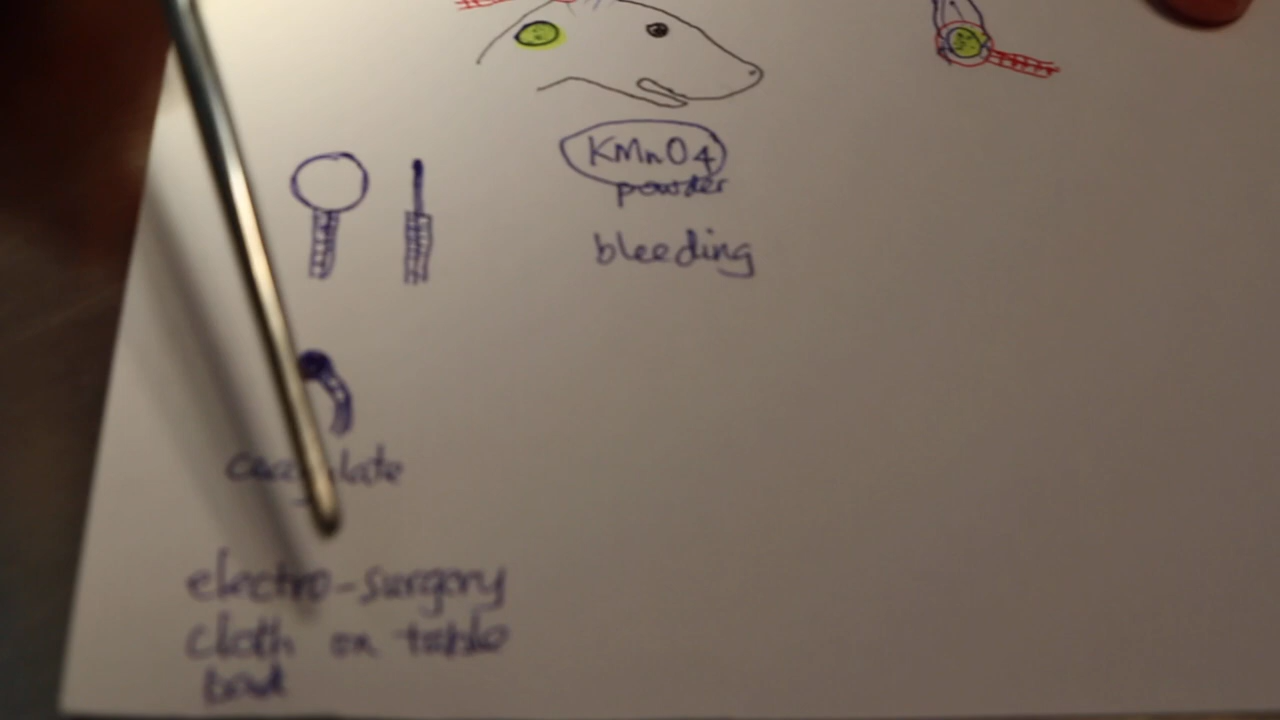 KMnO4
powder
bleeding
electro-surgery
cloth on table